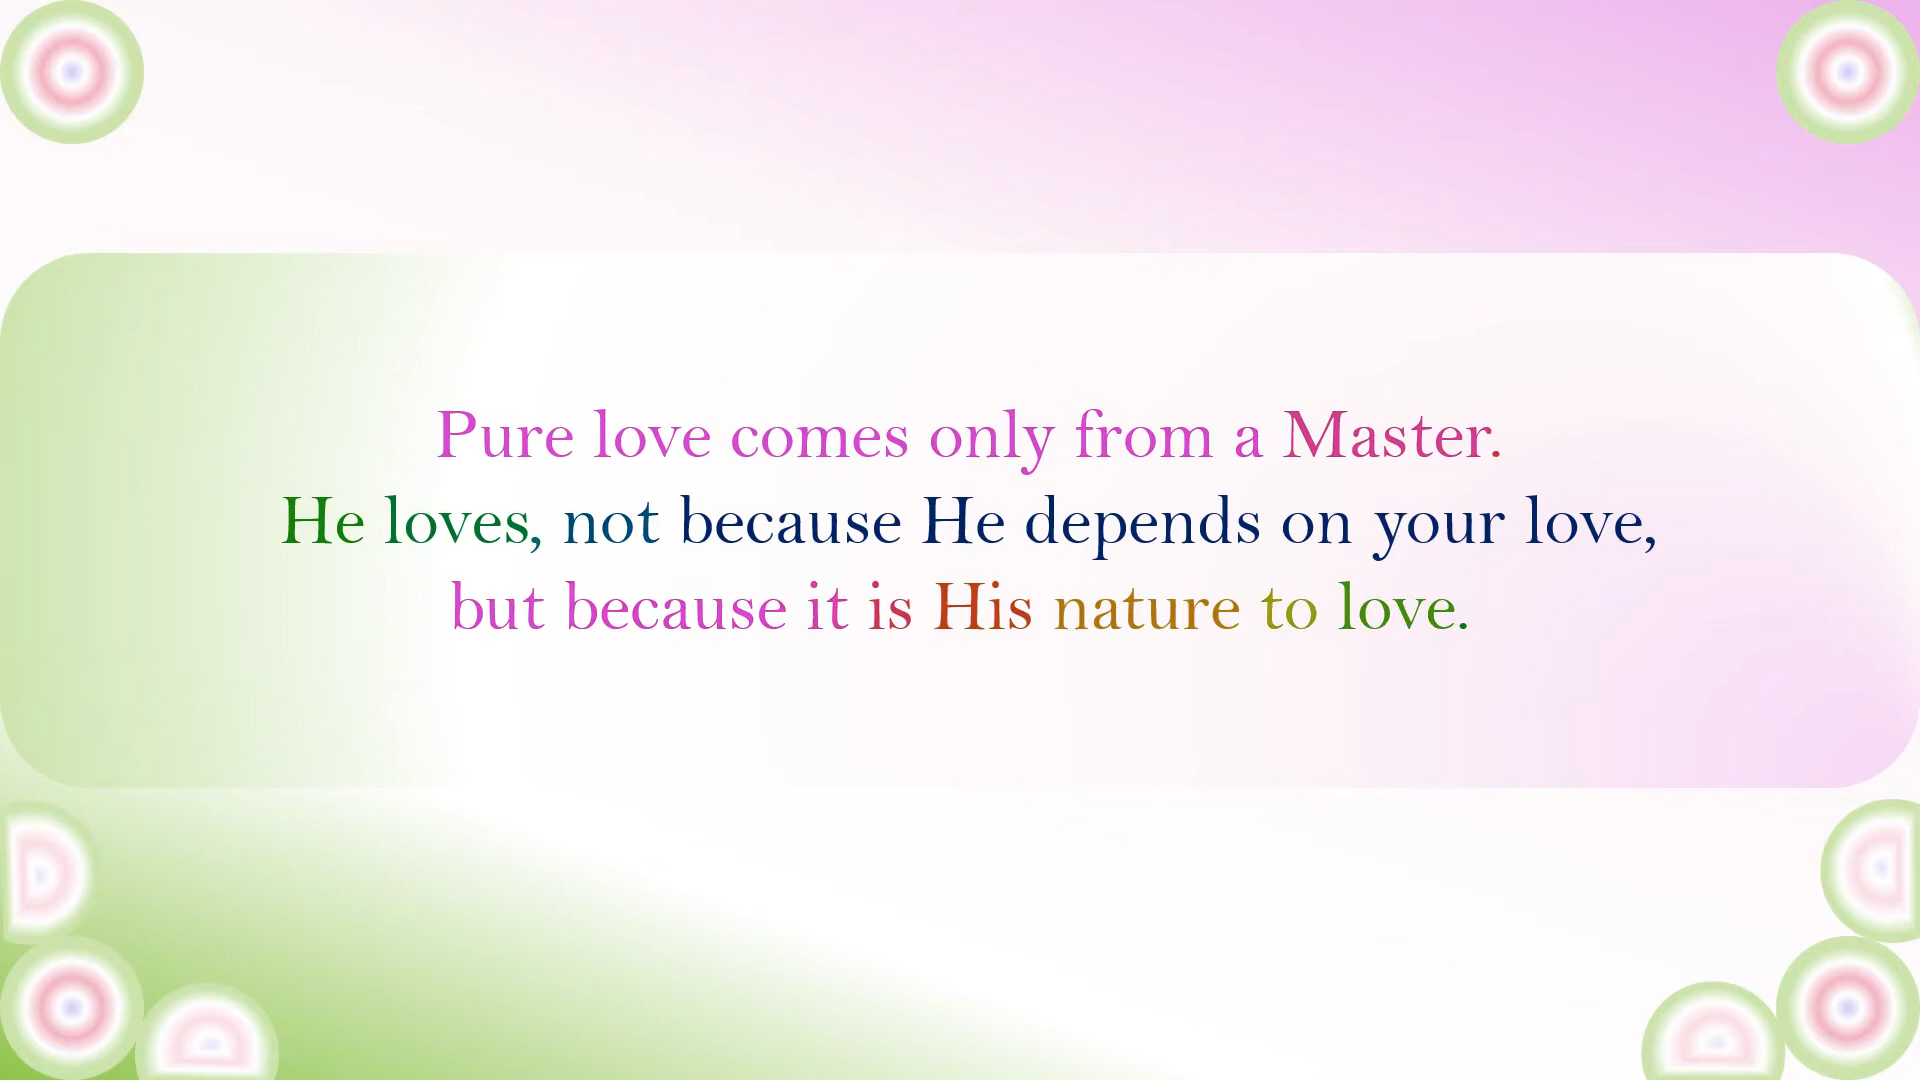 Pure love comes only from a Master.
He loves, not because He depends on your love,
but because it is His nature to love.